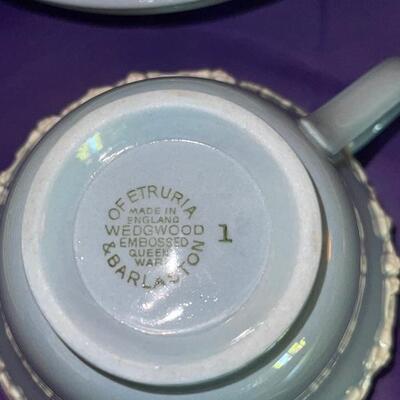 OF ETRURIA
MADE IN
ENGLAND
WEDGWOOD
EMBOSSED
QUEEN
WARE
& BARLASTON
1